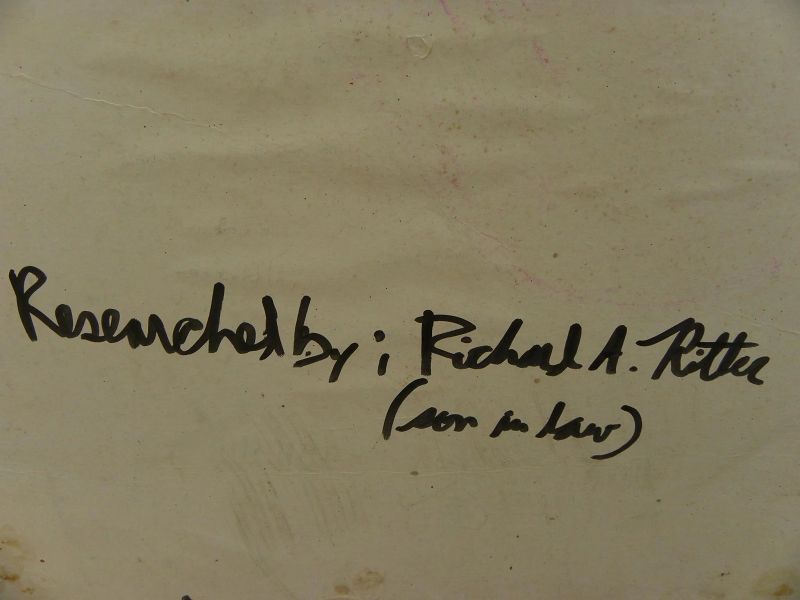 Researched by; Richard A. Ritter
(son in law)